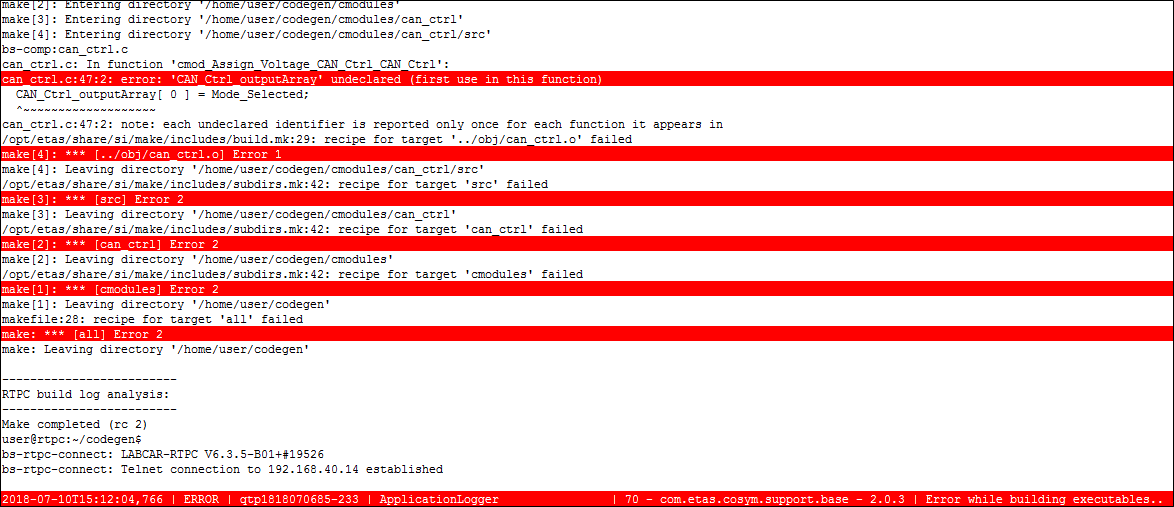 make[2]: Entering directory '/home/user/codegen/cmodules'
make[3]: Entering directory '/home/user/codegen/cmodules/can_ctrl'
make[4]: Entering directory '/home/user/codegen/cmodules/can_ctrl/src'
bs-comp:can_ctrl.c
can_ctrl.c: In function 'cmod_Assign_Voltage_CAN_Ctrl_CAN_Ctrl':
can_ctrl.c:47:2: error: 'CAN_Ctrl_outputArray' undeclared (first use in this function)
  CAN_Ctrl_outputArray[ 0 ] = Mode_Selected;
  ^~~~~~~~~~~~~~~~~~~~
can_ctrl.c:47:2: note: each undeclared identifier is reported only once for each function it appears in
/opt/etas/share/si/make/includes/build.mk:29: recipe for target '../obj/can_ctrl.o' failed
make[4]: *** [../obj/can_ctrl.o] Error 1
make[4]: Leaving directory '/home/user/codegen/cmodules/can_ctrl/src'
/opt/etas/share/si/make/includes/subdirs.mk:42: recipe for target 'src' failed
make[3]: *** [src] Error 2
make[3]: Leaving directory '/home/user/codegen/cmodules/can_ctrl'
/opt/etas/share/si/make/includes/subdirs.mk:42: recipe for target 'can_ctrl' failed
make[2]: *** [can_ctrl] Error 2
make[2]: Leaving directory '/home/user/codegen/cmodules'
/opt/etas/share/si/make/includes/subdirs.mk:42: recipe for target 'cmodules' failed
make[1]: *** [cmodules] Error 2
make[1]: Leaving directory '/home/user/codegen'
makefile:28: recipe for target 'all' failed
make: *** [all] Error 2
make: Leaving directory '/home/user/codegen'
-------------------------
RTPC build log analysis:
-------------------------
Make completed (rc 2)
user@rtpc:~/codegen$
bs-rtpc-connect: LABCAR-RTPC V6.3.5-B01+#19526
bs-rtpc-connect: Telnet connection to 192.168.40.14 established
2018-07-10T15:12:04,766 | ERROR | qtp1818070685-233 | ApplicationLogger | 70 - com.etas.cosym.support.base - 2.0.3 | Error while building executables..